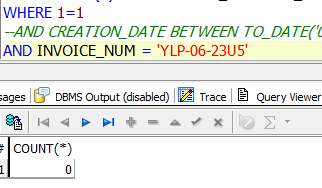 WHERE 1=1
--AND CREATION_DATE BETWEEN TO_DATE('
AND INVOICE_NUM = 'YLP-06-23U5'
DBMS Output (disabled) Trace Query Viewer
COUNT(*)
1 0